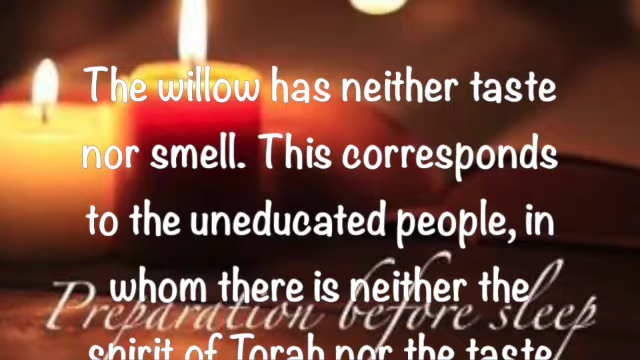 The willow has neither taste
nor smell. This corresponds
to the uneducated people, in
whom there is neither the
Preparation before sleep
spirit of Torah nor the taste